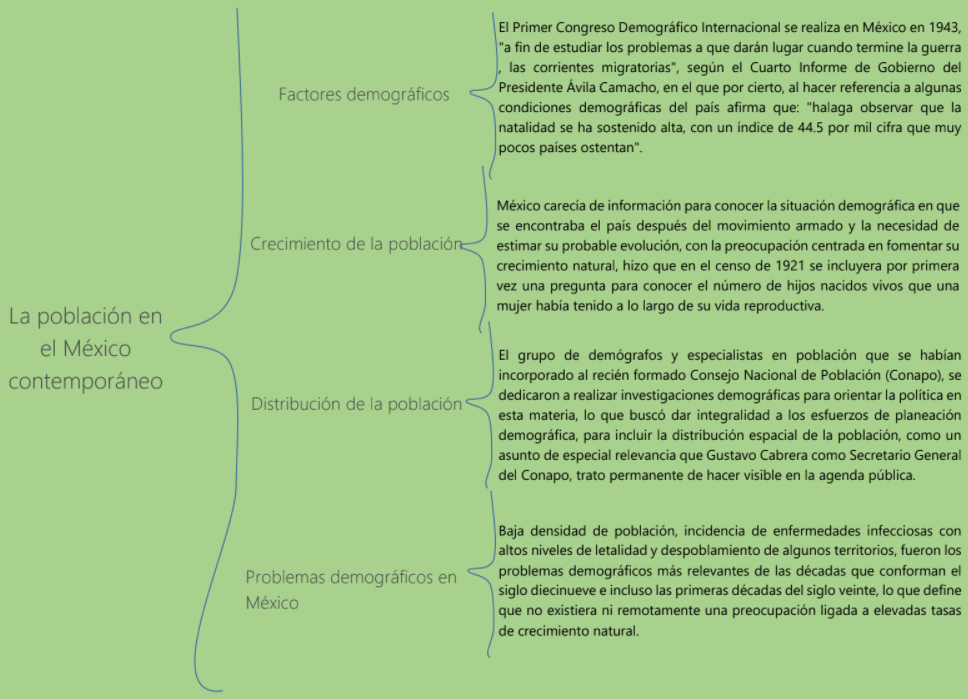 La población en
el México
contemporáneo
Factores demográficos
El Primer Congreso Demográfico Internacional se realiza en México en 1943,
"a fin de estudiar los problemas a que darán lugar cuando termine la guerra
, las corrientes migratorias", según el Cuarto Informe de Gobierno del
Presidente Ávila Camacho, en el que por cierto, al hacer referencia a algunas
condiciones demográficas del país afirma que: "halaga observar que la
natalidad se ha sostenido alta, con un índice de 44.5 por mil cifra que muy
pocos países ostentan".
Crecimiento de la población
México carecía de información para conocer la situación demográfica en que
se encontraba el país después del movimiento armado y la necesidad de
estimar su probable evolución, con la preocupación centrada en fomentar su
crecimiento natural, hizo que en el censo de 1921 se incluyera por primera
vez una pregunta para conocer el número de hijos nacidos vivos que una
mujer había tenido a lo largo de su vida reproductiva.
Distribución de la población
El grupo de demógrafos y especialistas en población que se habían
incorporado al recién formado Consejo Nacional de Población (Conapo), se
dedicaron a realizar investigaciones demográficas para orientar la política en
esta materia, lo que buscó dar integralidad a los esfuerzos de planeación
demográfica, para incluir la distribución espacial de la población, como un
asunto de especial relevancia que Gustavo Cabrera como Secretario General
del Conapo, trato permanente de hacer visible en la agenda pública.
Problemas demográficos en
México
Baja densidad de población, incidencia de enfermedades infecciosas con
altos niveles de letalidad y despoblamiento de algunos territorios, fueron los
problemas demográficos más relevantes de las décadas que conforman el
siglo diecinueve e incluso las primeras décadas del siglo veinte, lo que define
que no existiera ni remotamente una preocupación ligada a elevadas tasas
de crecimiento natural.